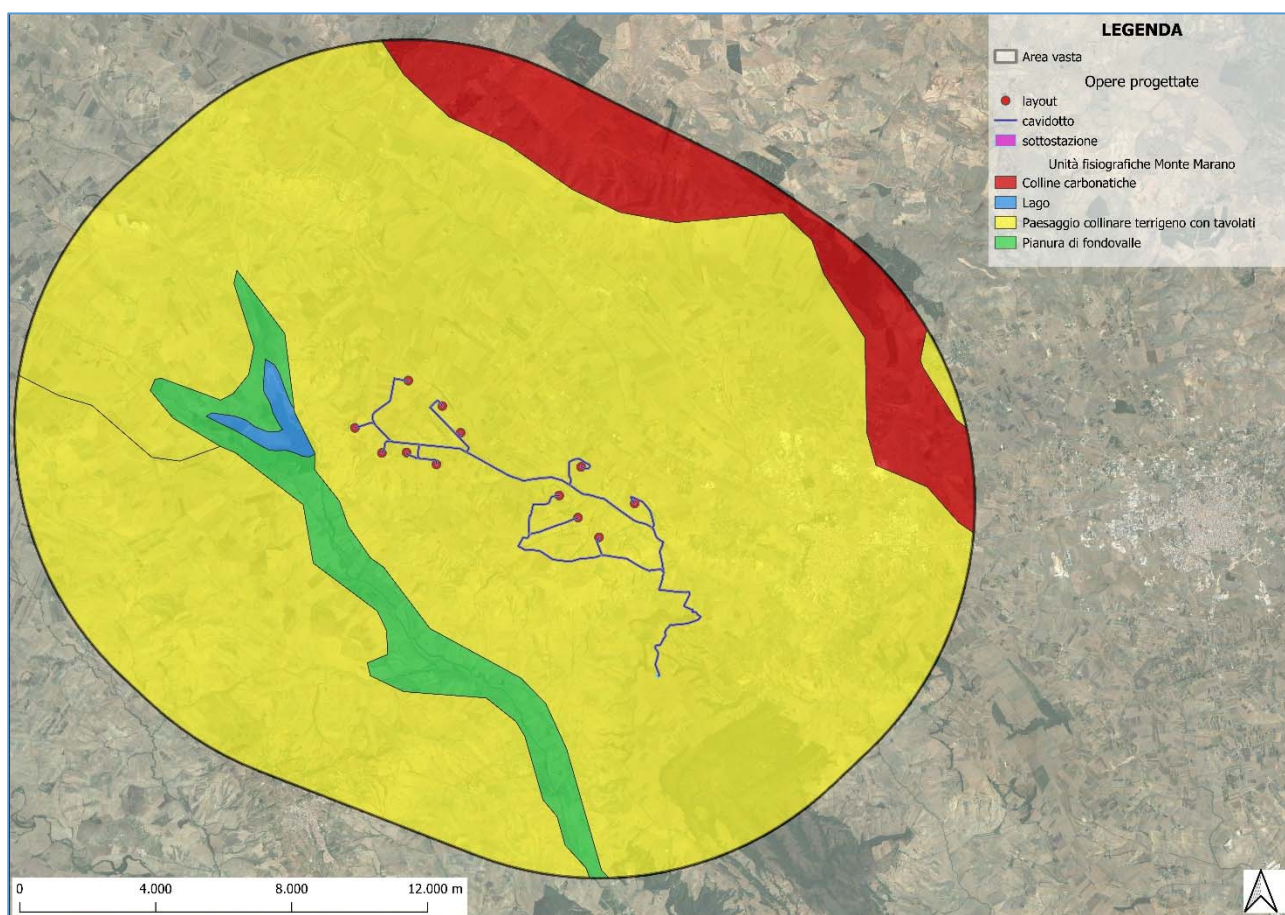 LEGENDA
Area vasta
Opere progettate
layout
cavidotto
sottostazione
Unità fisiografiche Monte Marano
Colline carbonatiche
Lago
Paesaggio collinare terrigeno con tavolati
Pianura di fondovalle
0 4.000 8.000 12.000 m